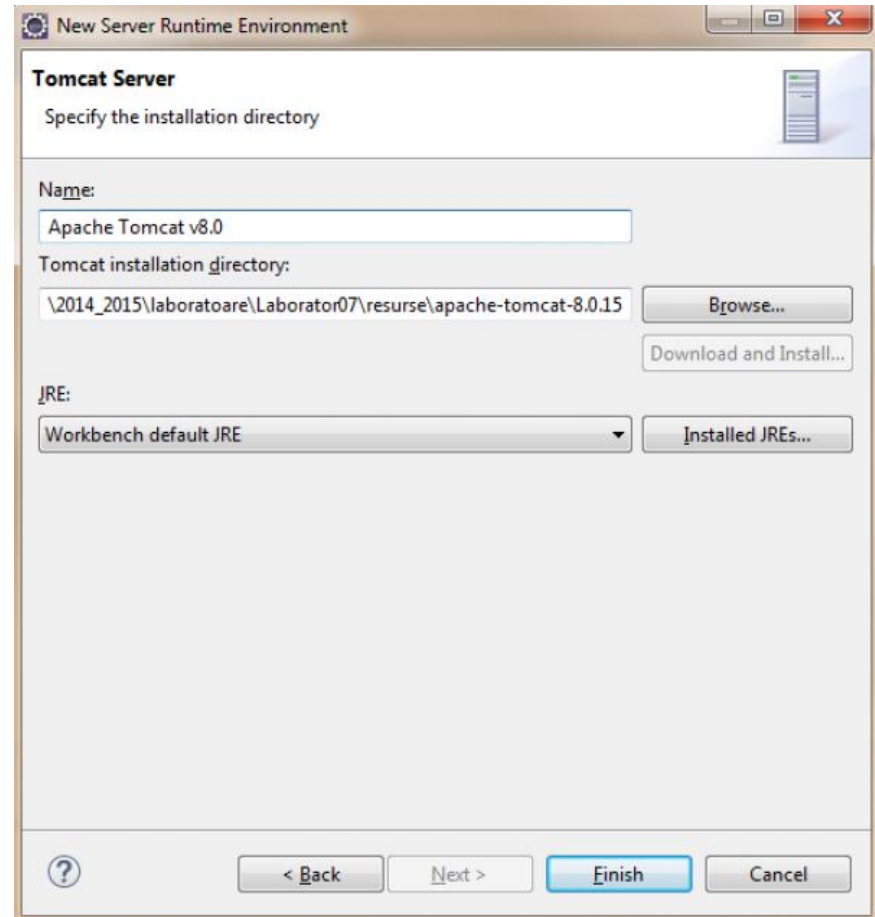 New Server Runtime Environment
Tomcat Server
Specify the installation directory
Name:
Apache Tomcat v8.0
Tomcat installation directory:
\2014_2015\laboratoare\Laborator07\resurse\apache-tomcat-8.0.15
Browse...
Download and Install...
JRE:
Workbench default JRE
Installed JREs...
< Back
Next >
Finish
Cancel